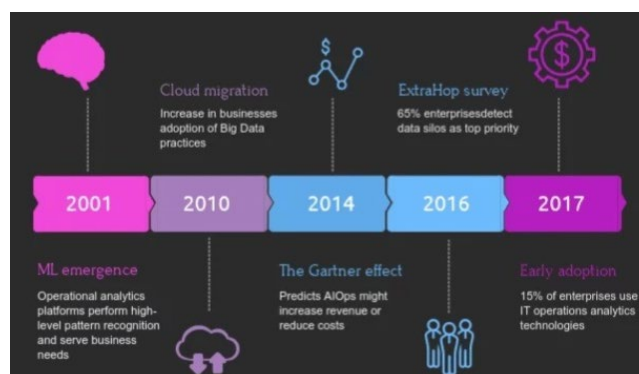 Cloud migration
Increase in businesses
adoption of Big Data
practices
$
ExtraHop survey
65% enterprisesdetect
data silos as top priority
$
2001
2010
2014
2016
2017
ML emergence
Operational analytics
platforms perform high-
level pattern recognition
and serve business
needs
The Gartner effect
Predicts AIOps might
increase revenue or
reduce costs
Early adoption
15% of enterprises use
IT operations analytics
technologies